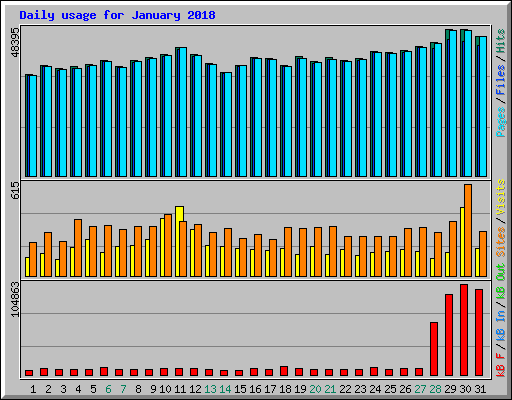 Daily usage for January 2018
48395
Pages / Files / Hits
615
Sites / Visits
104863
kB F / kB In / kB Out
1 2 3 4 5 6 7 8 9 10 11 12 13 14 15 16 17 18 19 20 21 22 23 24 25 26 27 28 29 30 31